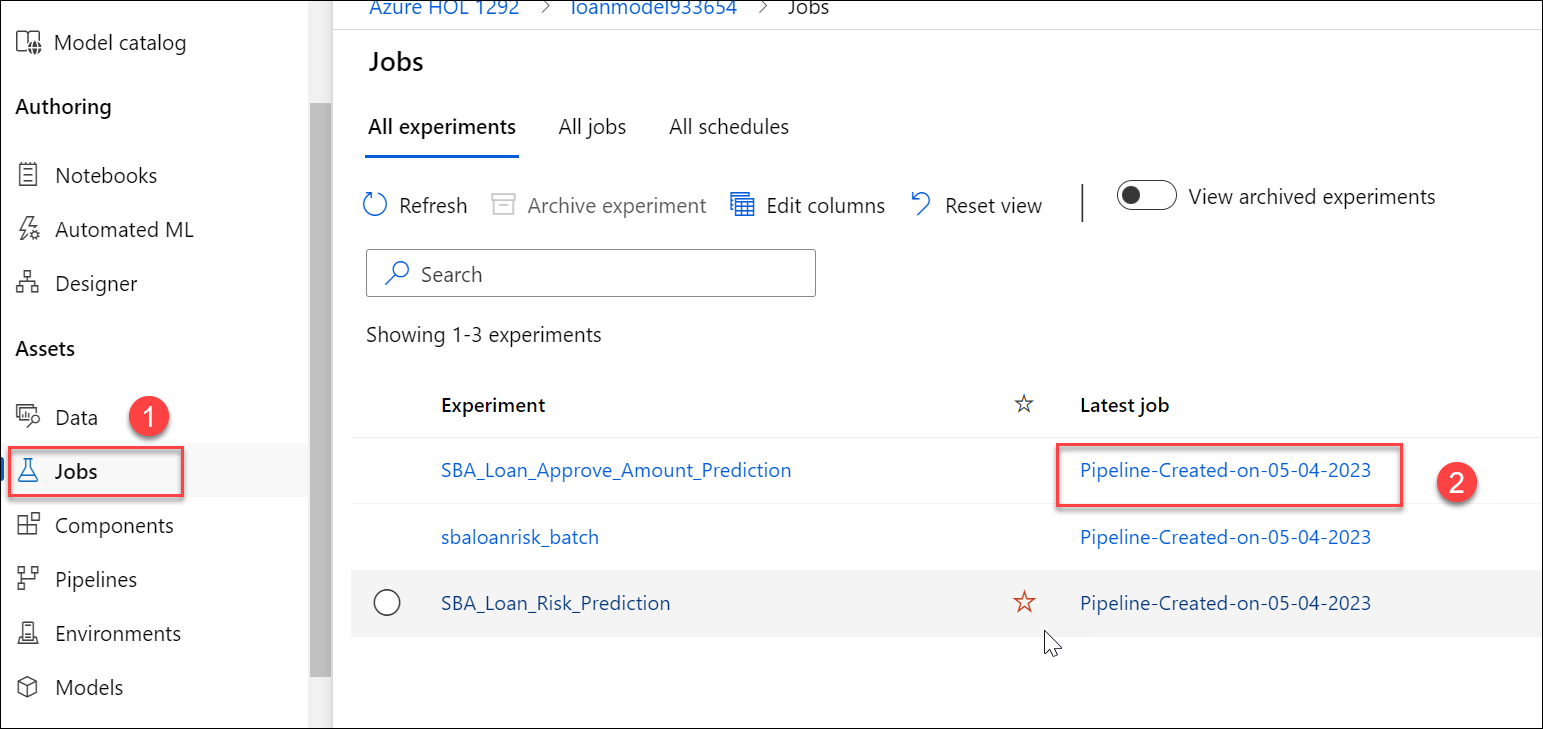 Azure HOL 1292 > loanmodel933654 > Jobs
Model catalog
Authoring
Notebooks
Automated ML
Designer
Assets
Data 1
Jobs
Components
Pipelines
Environments
Models
Jobs
All experiments All jobs All schedules
Refresh Archive experiment Edit columns Reset view View archived experiments
Search
Showing 1-3 experiments
Experiment Latest job
SBA_Loan_Approve_Amount_Prediction Pipeline-Created-on-05-04-2023 2
sbaloanrisk_batch Pipeline-Created-on-05-04-2023
SBA_Loan_Risk_Prediction Pipeline-Created-on-05-04-2023